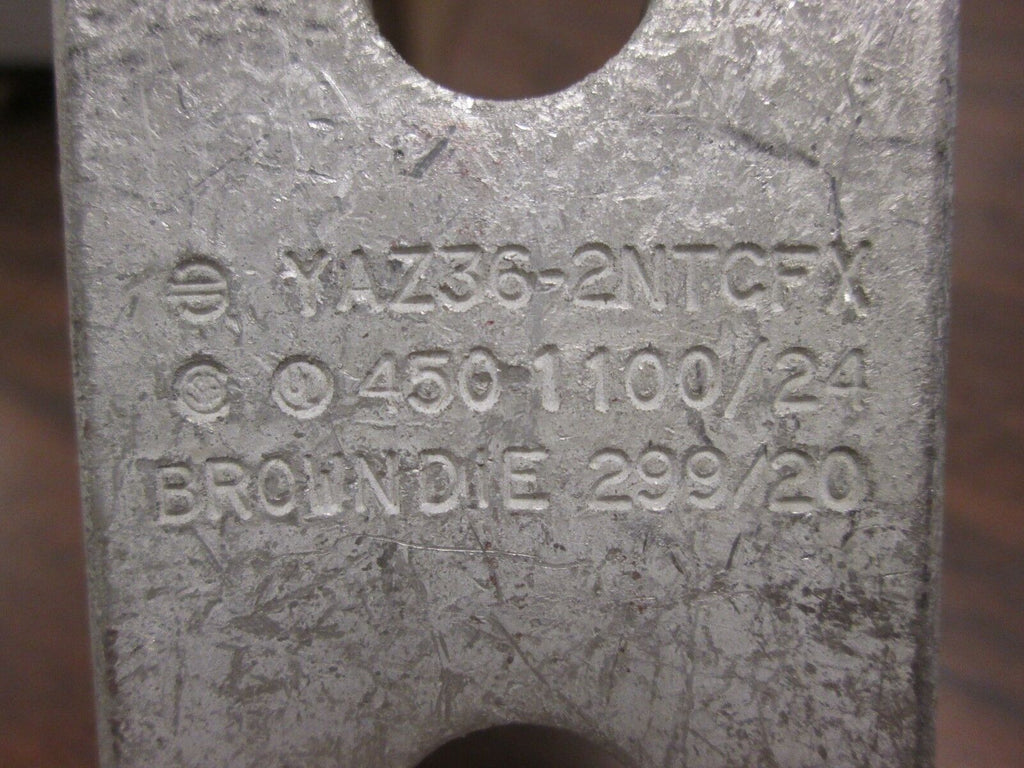 YAZ36-2NTCFX
450 1100/24
BROWN DIE 299/20